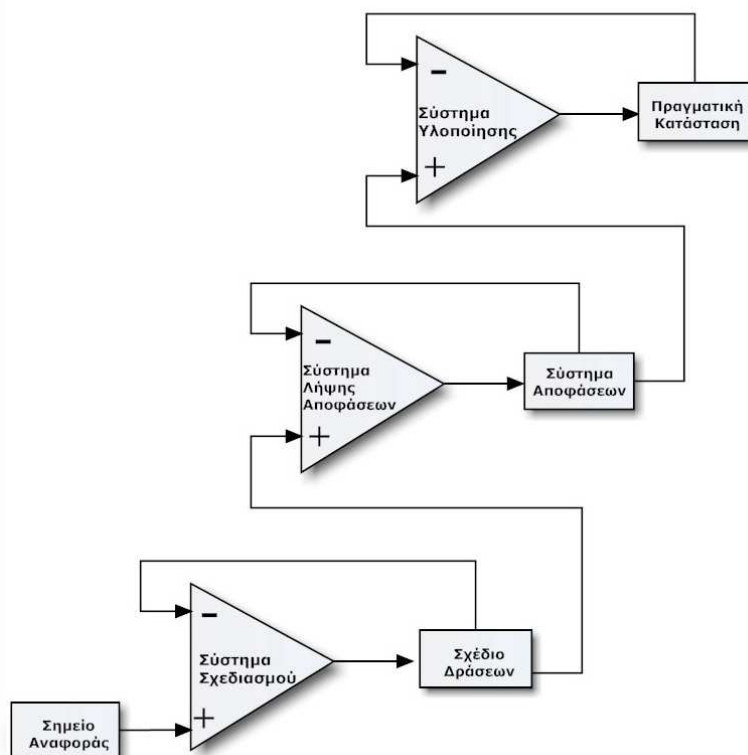 -
Σύστημα
Υλοποίησης
+
Πραγματική
Κατάσταση
-
Σύστημα
Λήψης
Αποφάσεων
+
Σύστημα
Αποφάσεων
-
Σύστημα
Σχεδιασμού
+
Σχέδιο
Δράσεων
Σημείο
Αναφοράς